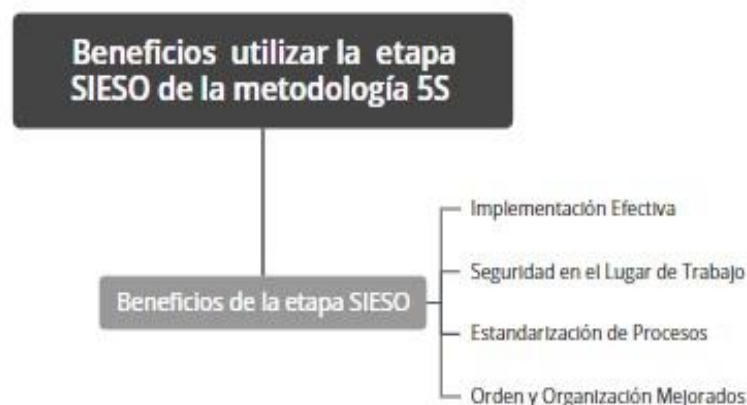 Beneficios utilizar la etapa
SIESO de la metodología 5S
Beneficios de la etapa SIESO
Implementación Efectiva
Seguridad en el Lugar de Trabajo
Estandarización de Procesos
Orden y Organización Mejorados